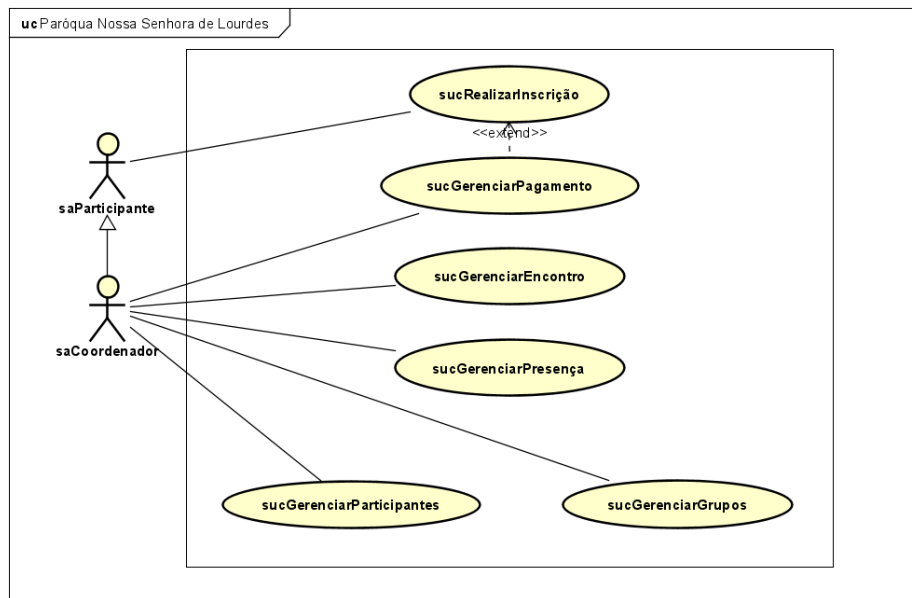 uc Paróqua Nossa Senhora de Lourdes
sucRealizarInscrição
<<extend>>
saParticipante
sucGerenciarPagamento
sucGerenciarEncontro
saCoordenador
sucGerenciarPresença
sucGerenciarParticipantes
sucGerenciarGrupos